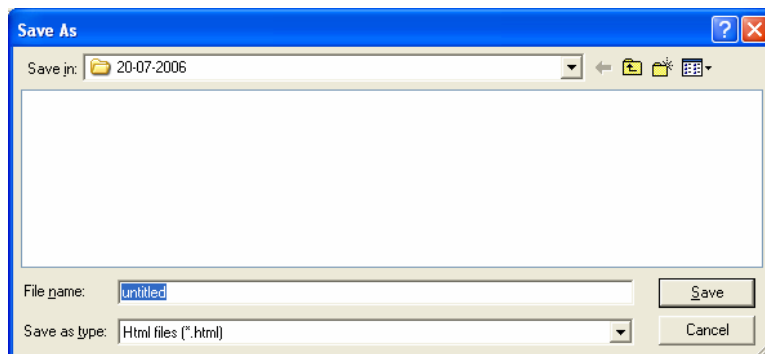 Save As
Save in: 20-07-2006
File name: untitled Save
Save as type: Html files (*.html) Cancel